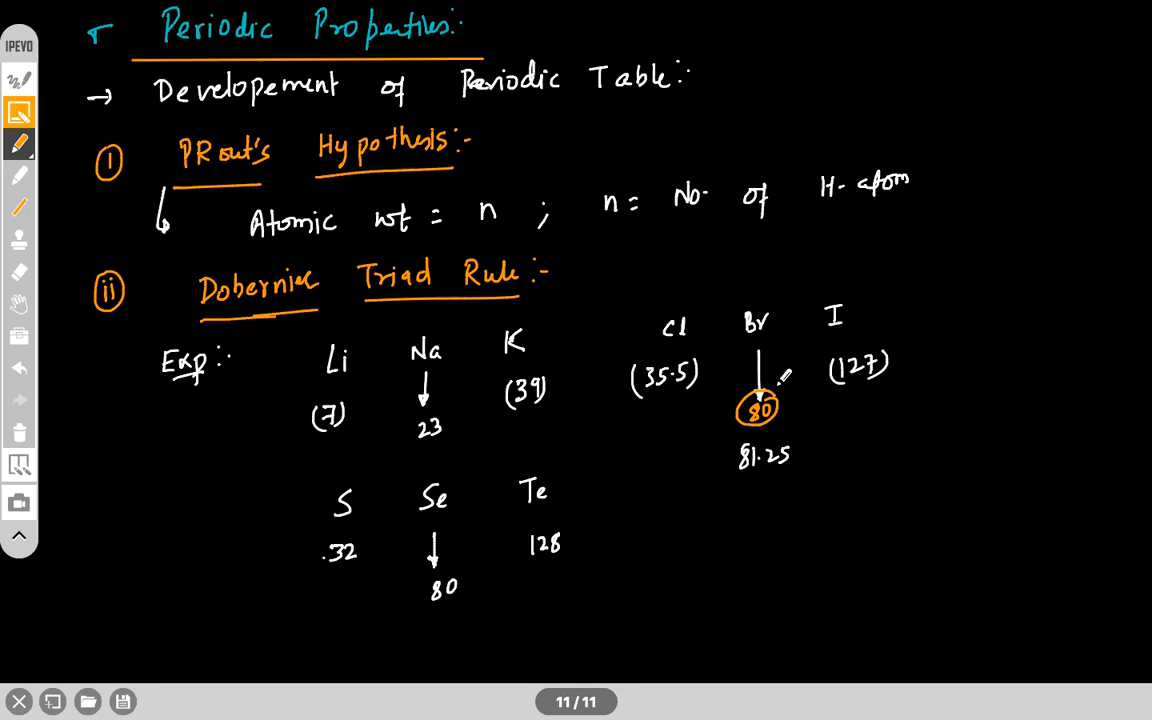 IPEVO
Periodic Properties:-
→ Developement of Periodic Table:-
(i) PRout's Hypothesis:-
Atomic wt = n ; n = No. of H-atom
(ii) Doberniec Triad Rule:-
Exp:- Li Na K Cl Br I
(7) 23 (39) (35.5) 80 (127)
81.25
S Se Te
.32 80 128
11/11